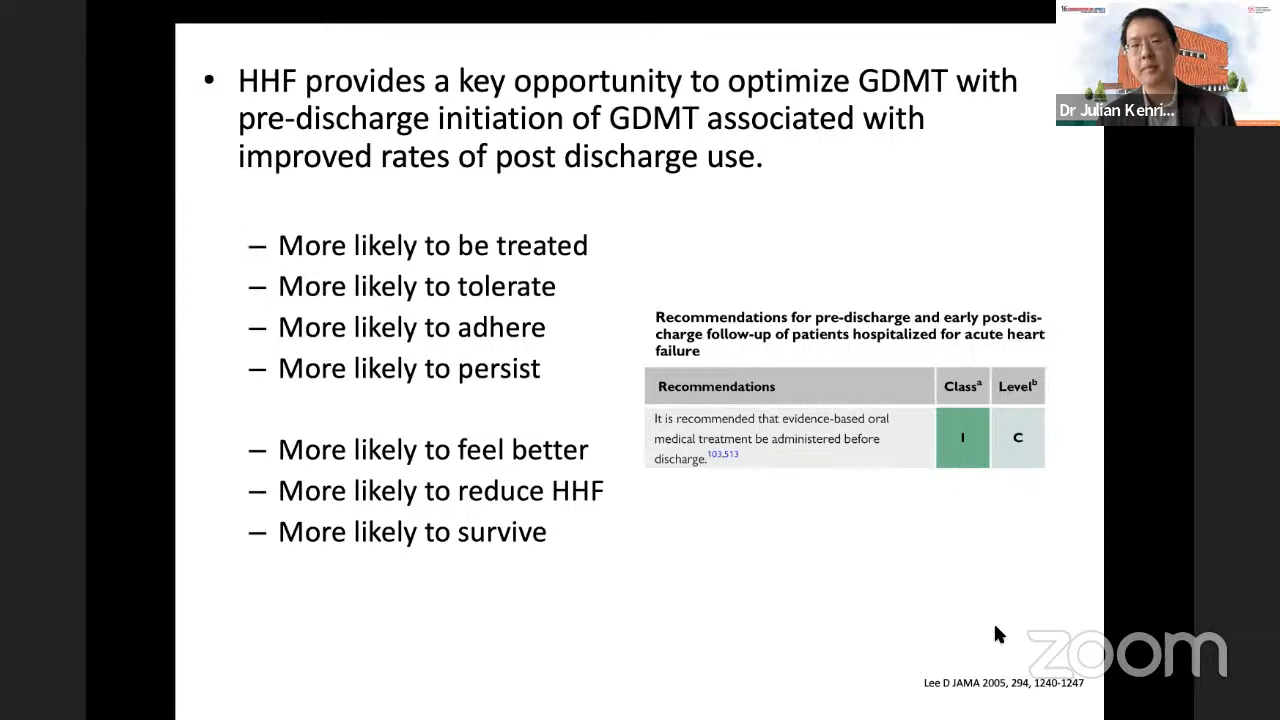 • HHF provides a key opportunity to optimize GDMT with
pre-discharge initiation of GDMT associated with
improved rates of post discharge use.
– More likely to be treated
– More likely to tolerate
– More likely to adhere
– More likely to persist
– More likely to feel better
– More likely to reduce HHF
– More likely to survive
Recommendations for pre-discharge and early post-dis-
charge follow-up of patients hospitalized for acute heart
failure
Recommendations Classᵃ Levelᵇ
It is recommended that evidence-based oral
medical treatment be administered before
discharge.¹⁰³,⁵¹³
I C
Lee D JAMA 2005, 294, 1240-1247
Dr Julian Kenri...
zoom